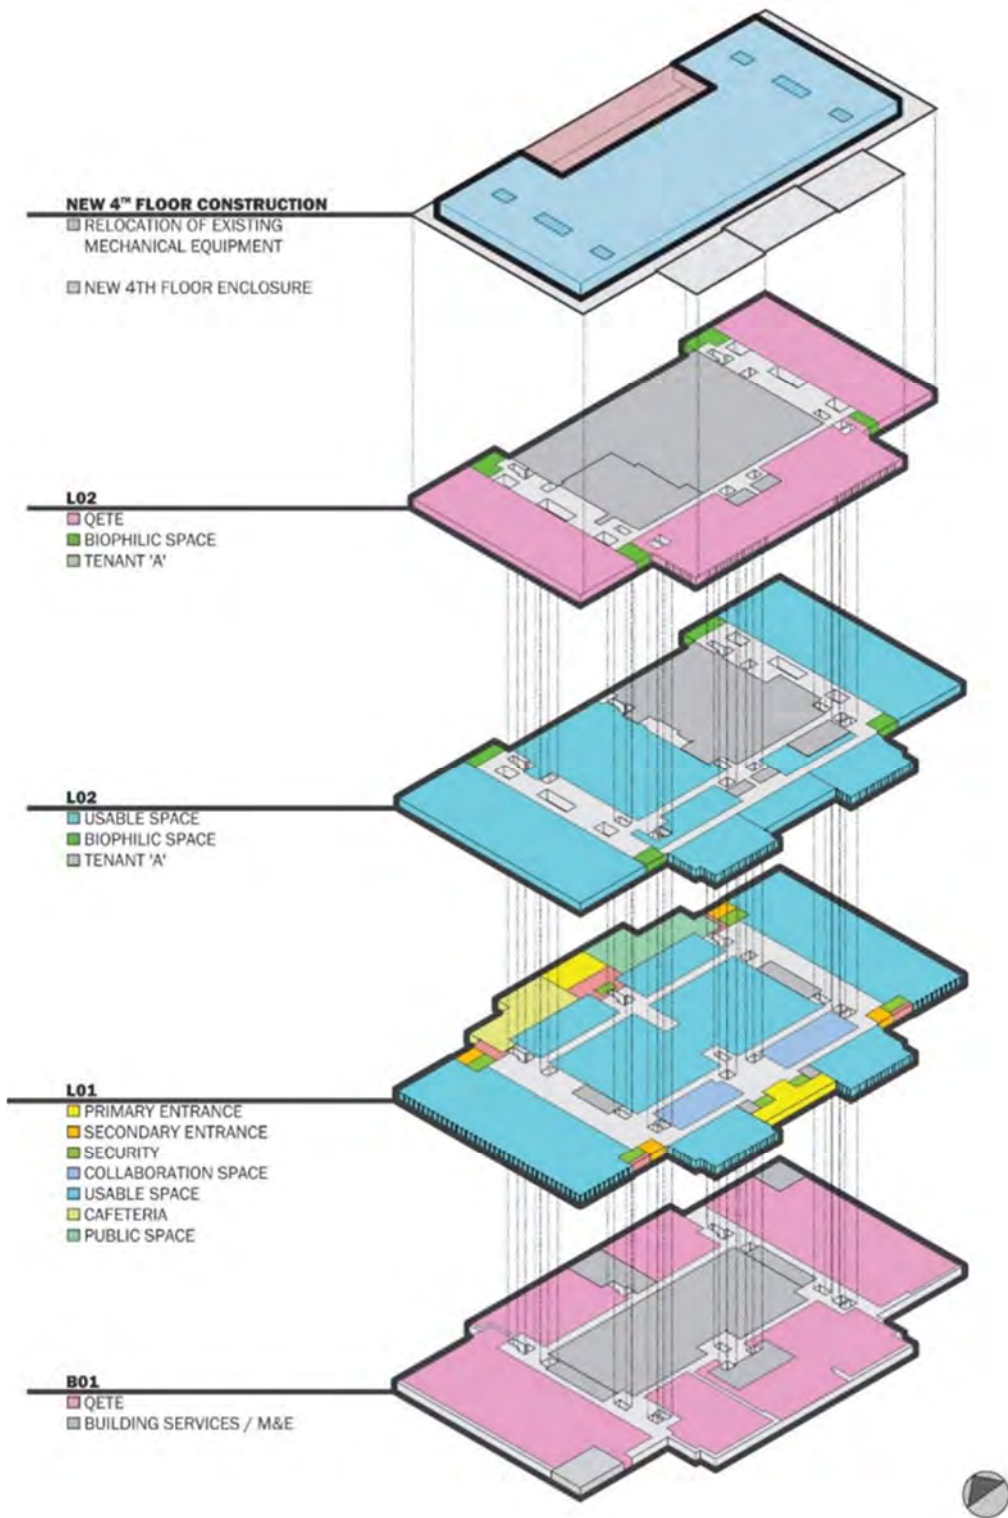 NEW 4TH FLOOR CONSTRUCTION
RELOCATION OF EXISTING
MECHANICAL EQUIPMENT
NEW 4TH FLOOR ENCLOSURE
L02
QETE
BIOPHILIC SPACE
TENANT 'A'
L02
USABLE SPACE
BIOPHILIC SPACE
TENANT 'A'
L01
PRIMARY ENTRANCE
SECONDARY ENTRANCE
SECURITY
COLLABORATION SPACE
USABLE SPACE
CAFETERIA
PUBLIC SPACE
B01
QETE
BUILDING SERVICES / M&E